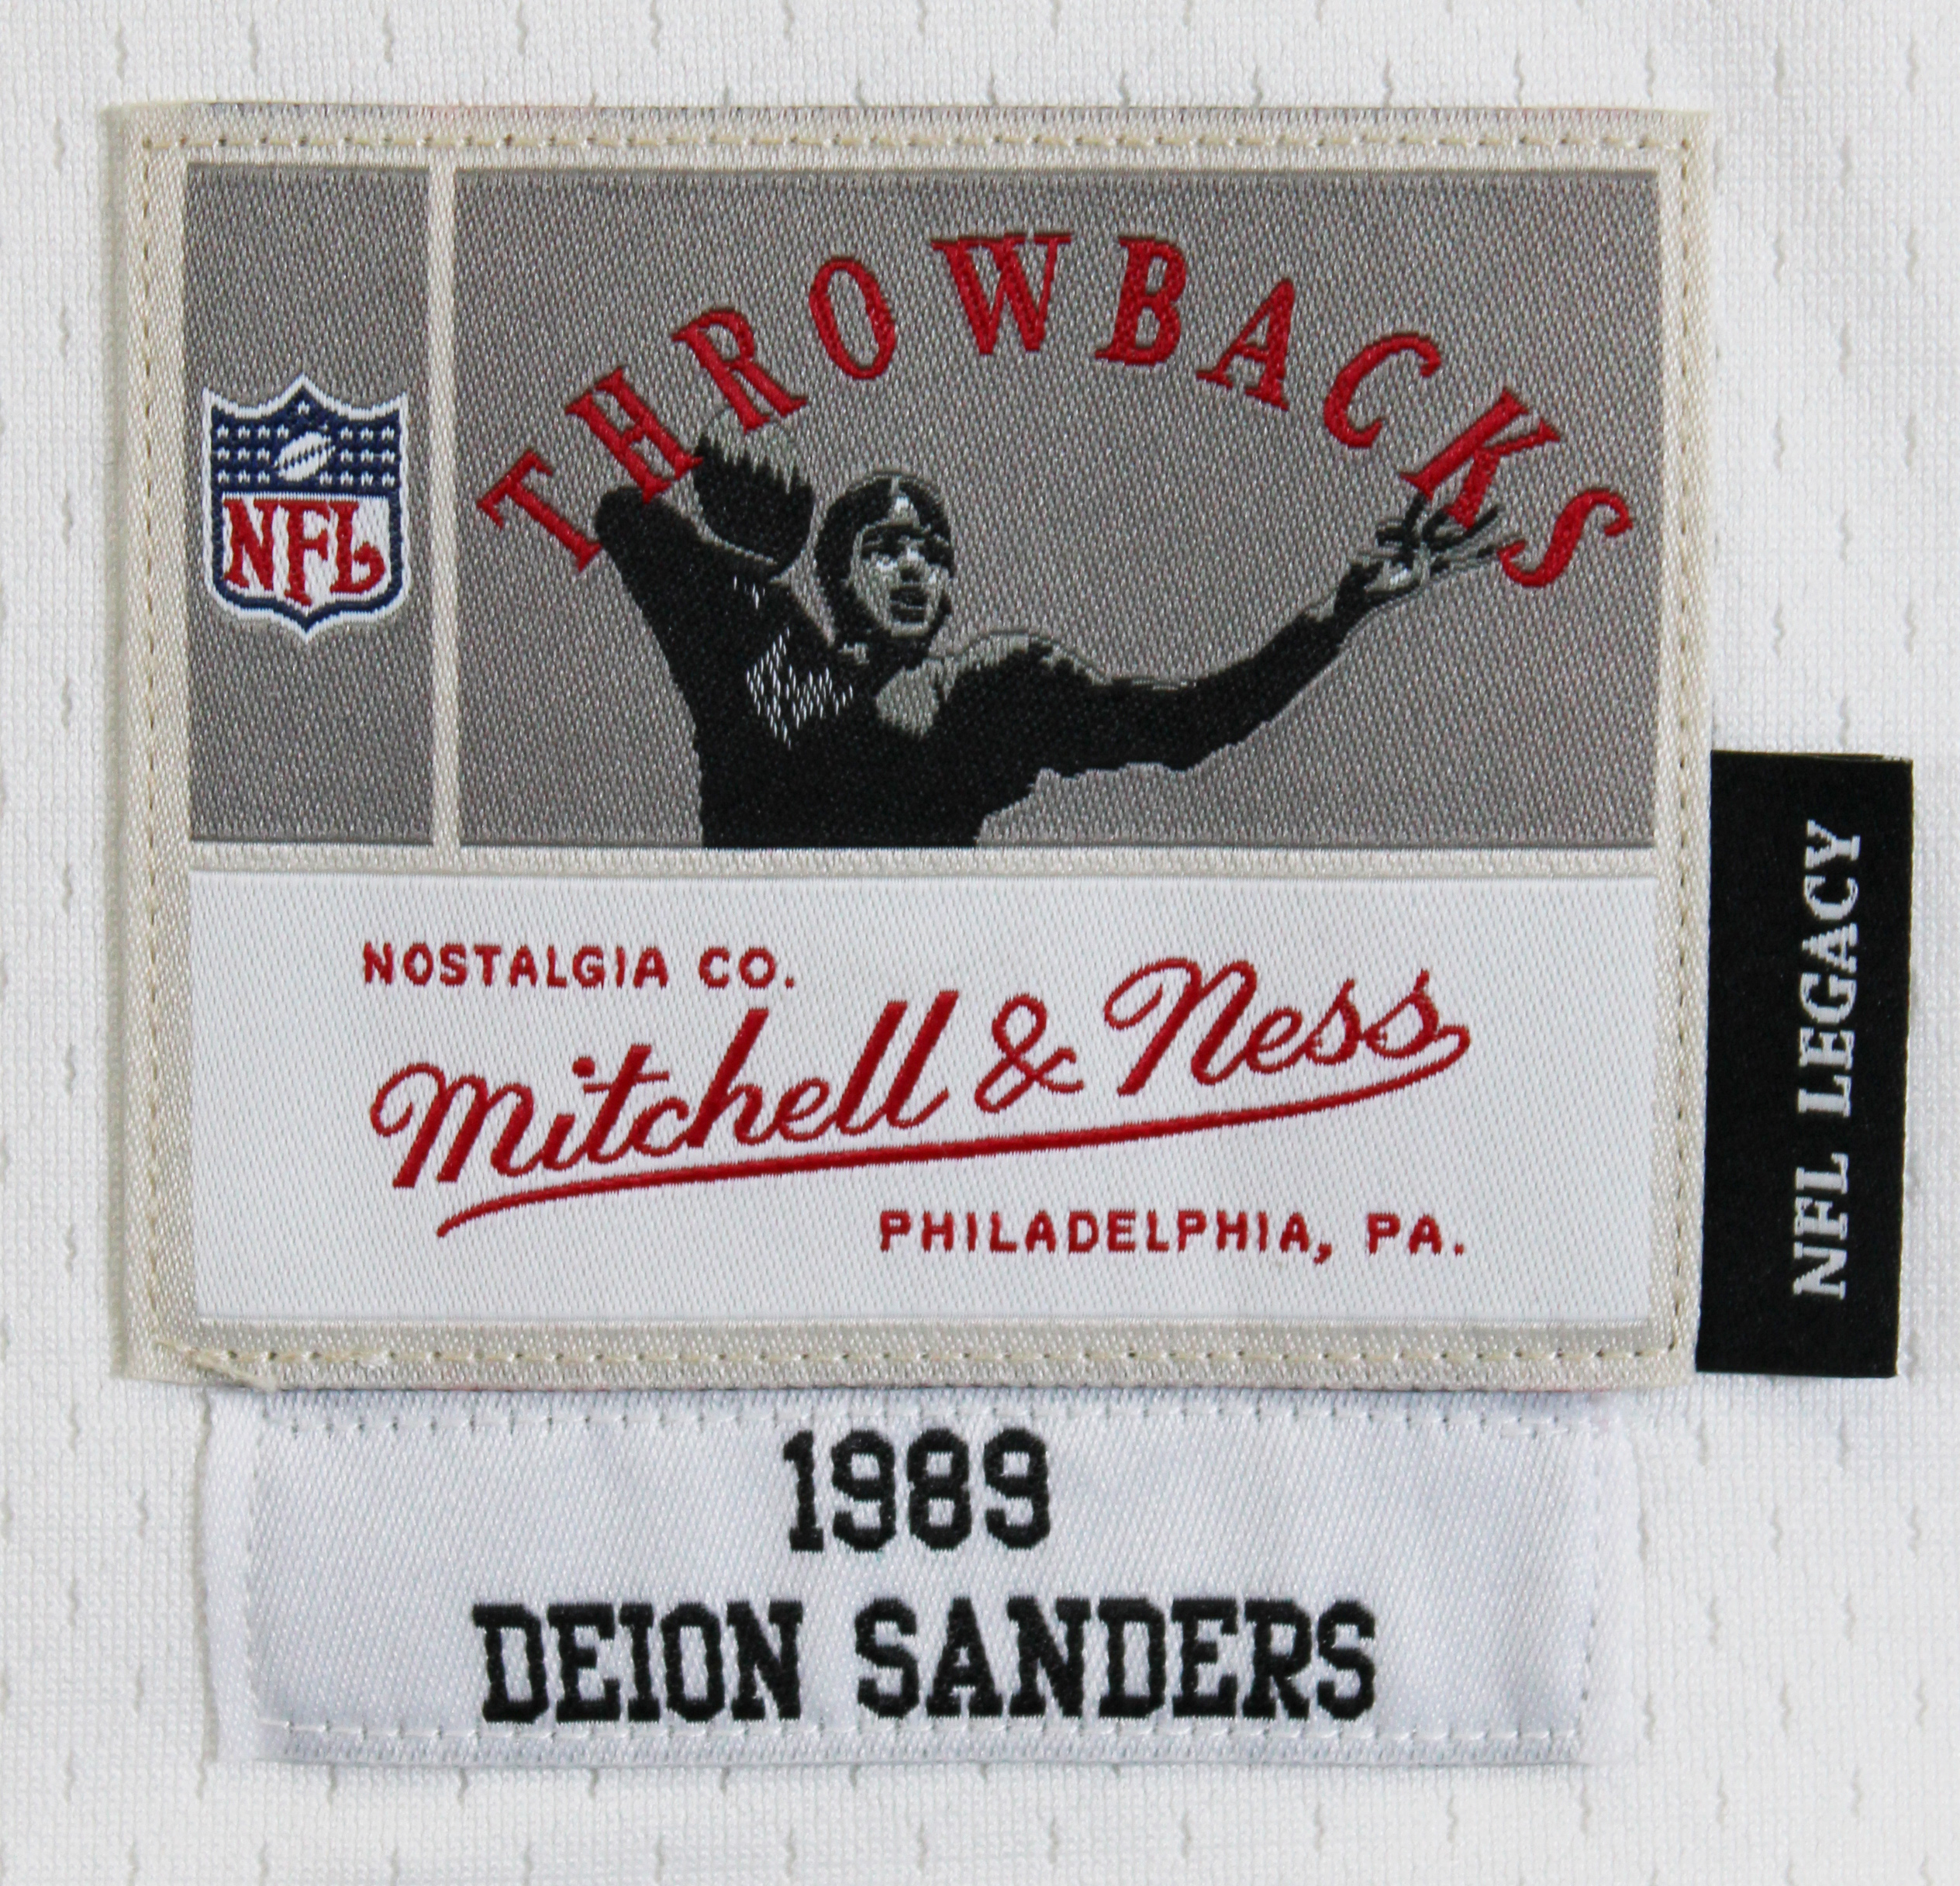 THROWBACKS
NFL
NOSTALGIA CO.
Mitchell & Ness
PHILADELPHIA, PA.
NFL LEGACY
1989
DEION SANDERS